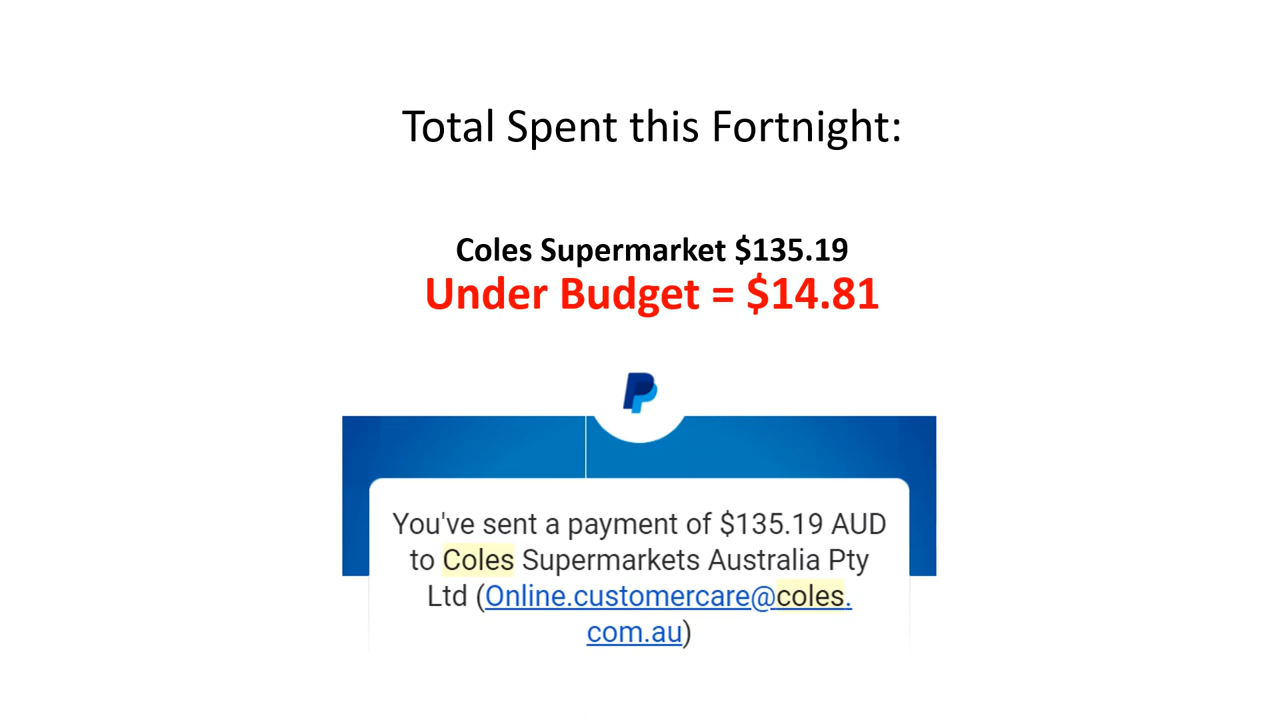 Total Spent this Fortnight:
Coles Supermarket $135.19
Under Budget = $14.81
You've sent a payment of $135.19 AUD
to Coles Supermarkets Australia Pty
Ltd (Online.customercare@coles.
com.au)